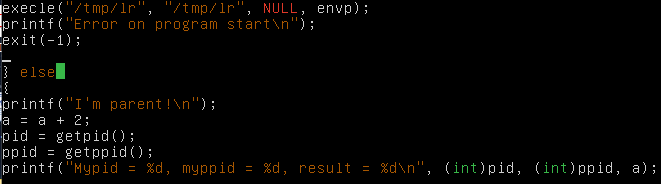 execle("/tmp/lr", "/tmp/lr", NULL, envp);
printf("Error on program start\n");
exit(-1);
_
} else
{
printf("I'm parent!\n");
a = a + 2;
pid = getpid();
ppid = getppid();
printf("Mypid = %d, myppid = %d, result = %d\n", (int)pid, (int)ppid, a);